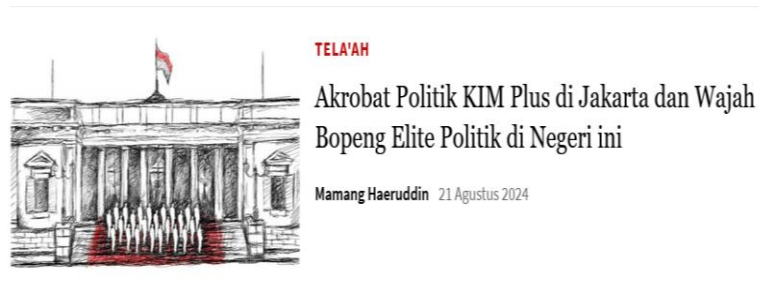 TELA'AH
Akrobat Politik KIM Plus di Jakarta dan Wajah
Bopeng Elite Politik di Negeri ini
Mamang Haeruddin 21 Agustus 2024